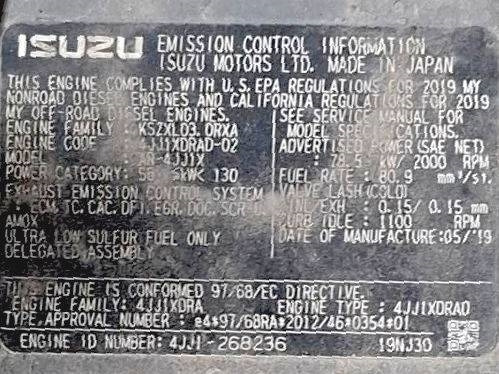 ISUZU EMISSION CONTROL INFORMATION
ISUZU MOTORS LTD. MADE IN JAPAN
THIS ENGINE COMPLIES WITH U.S.EPA REGULATIONS FOR 2019 MY
NONROAD DIESEL ENGINES AND CALIFORNIA REGULATIONS FOR 2019
MY OFF-ROAD DIESEL ENGINES. SEE SERVICE MANUAL FOR
ENGINE FAMILY : KSZXL03.0RXA MODEL SPECIFICATIONS.
ENGINE CODE : 4JJ1XDRAD-02 ADVERTISED POWER (SAE NET)
MODEL : AR-4JJ1X : 78.5 kW/ 2000 RPM
POWER CATEGORY: 56 kW< 130 FUEL RATE : 80.9 mm³/st.
EXHAUST EMISSION CONTROL SYSTEM VALVE LASH(COLD)
: ECM,TC,CAC,DFI,EGR,DOC,SCR-U, IN/EXH : 0.15/ 0.15 mm
AMOX CURB IDLE : 1100 RPM
ULTRA LOW SULFUR FUEL ONLY DATE OF MANUFACTURE:05/'19
DELEGATED ASSEMBLY
THIS ENGINE IS CONFORMED 97/68/EC DIRECTIVE.
ENGINE FAMILY: 4JJ1XDRA ENGINE TYPE : 4JJ1XDRAD
TYPE,APPROVAL NUMBER : e4*97/68RA*2012/46*0354*01
ENGINE ID NUMBER: 4JJ1-268236 19NJ30